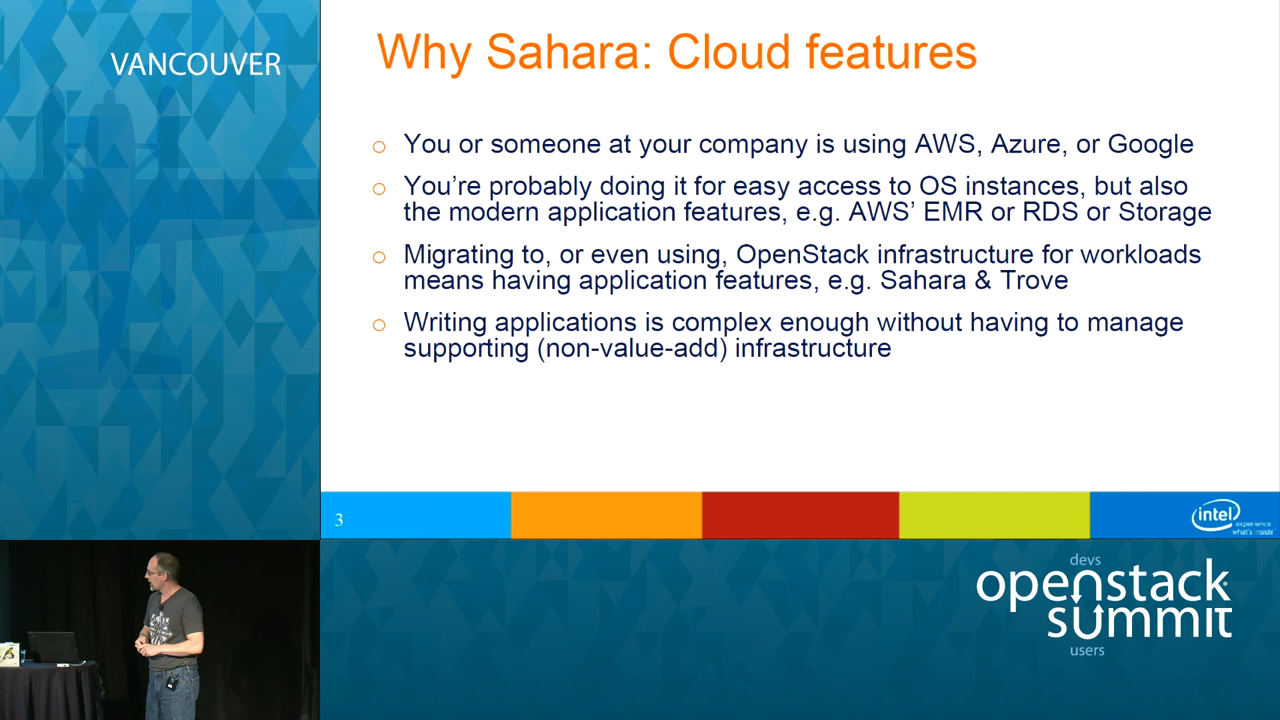 VANCOUVER
Why Sahara: Cloud features
You or someone at your company is using AWS, Azure, or Google
You're probably doing it for easy access to OS instances, but also
the modern application features, e.g. AWS' EMR or RDS or Storage
Migrating to, or even using, OpenStack infrastructure for workloads
means having application features, e.g. Sahara & Trove
Writing applications is complex enough without having to manage
supporting (non-value-add) infrastructure
3
intel
experience
what's inside
devs
openstack
summit
users